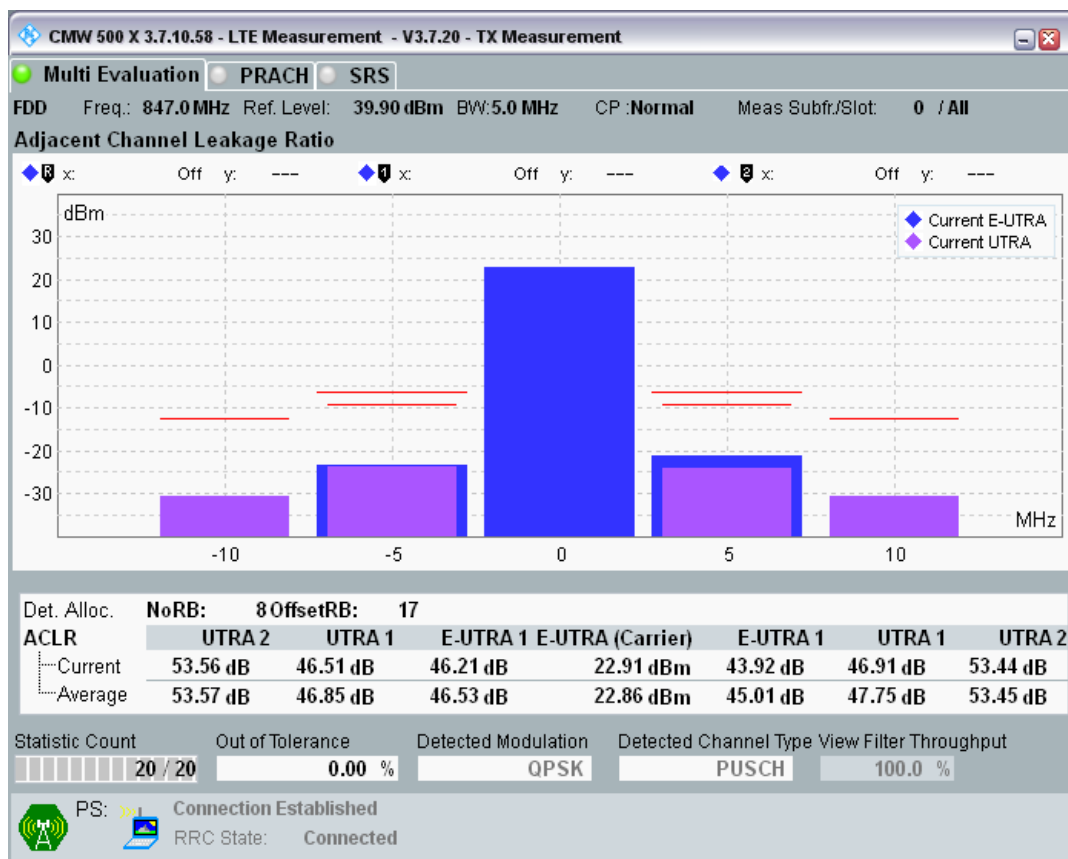 CMW 500 X 3.7.10.58 - LTE Measurement - V3.7.20 - TX Measurement
Multi Evaluation PRACH SRS
FDD Freq.: 847.0 MHz Ref. Level: 39.90 dBm BW:5.0 MHz CP :Normal Meas Subfr./Slot: 0 / All
Adjacent Channel Leakage Ratio
R x: Off y: --- 1 x: Off y: --- 2 x: Off y: ---
dBm
Current E-UTRA
Current UTRA
30
20
10
0
-10
-20
-30
MHz
-10 -5 0 5 10
Det. Alloc. NoRB: 8 OffsetRB: 17
ACLR UTRA 2 UTRA 1 E-UTRA 1 E-UTRA (Carrier) E-UTRA 1 UTRA 1 UTRA 2
Current 53.56 dB 46.51 dB 46.21 dB 22.91 dBm 43.92 dB 46.91 dB 53.44 dB
Average 53.57 dB 46.85 dB 46.53 dB 22.86 dBm 45.01 dB 47.75 dB 53.45 dB
Statistic Count Out of Tolerance Detected Modulation Detected Channel Type View Filter Throughput
20 / 20 0.00 % QPSK PUSCH 100.0 %
PS: Connection Established
RRC State: Connected